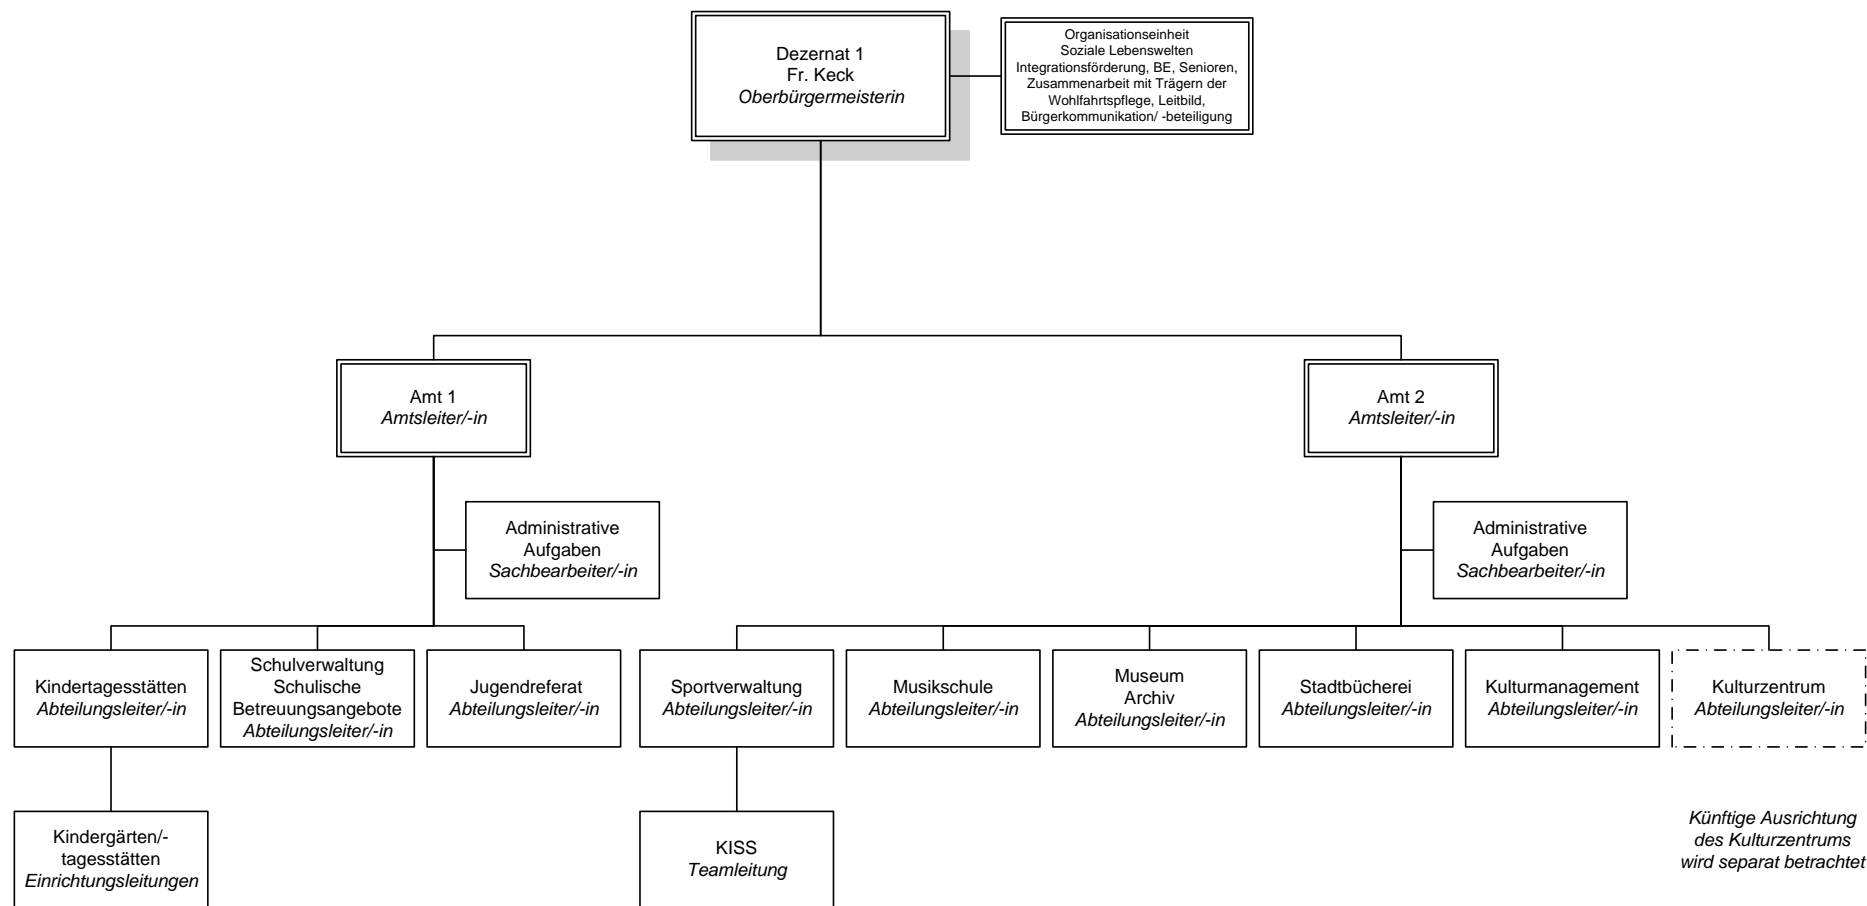 Dezernat 1
Fr. Keck
Oberbürgermeisterin
Organisationseinheit
Soziale Lebenswelten
Integrationsförderung, BE, Senioren,
Zusammenarbeit mit Trägern der
Wohlfahrtspflege, Leitbild,
Bürgerkommunikation/ -beteiligung
Amt 1
Amtsleiter/-in
Amt 2
Amtsleiter/-in
Administrative
Aufgaben
Sachbearbeiter/-in
Administrative
Aufgaben
Sachbearbeiter/-in
Kindertagesstätten
Abteilungsleiter/-in
Schulverwaltung
Schulische
Betreuungsangebote
Abteilungsleiter/-in
Jugendreferat
Abteilungsleiter/-in
Sportverwaltung
Abteilungsleiter/-in
Musikschule
Abteilungsleiter/-in
Museum
Archiv
Abteilungsleiter/-in
Stadtbücherei
Abteilungsleiter/-in
Kulturmanagement
Abteilungsleiter/-in
Kulturzentrum
Abteilungsleiter/-in
Kindergärten/-
tagesstätten
Einrichtungsleitungen
KISS
Teamleitung
Künftige Ausrichtung
des Kulturzentrums
wird separat betrachtet